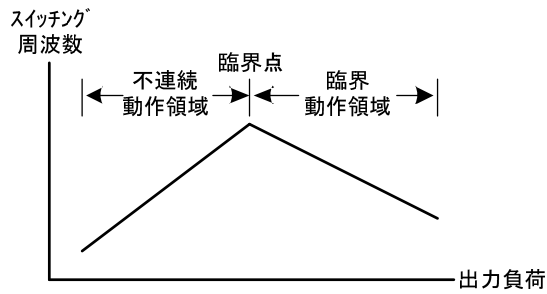 スイッチング
周波数
臨界点
不連続
動作領域
臨界
動作領域
出力負荷